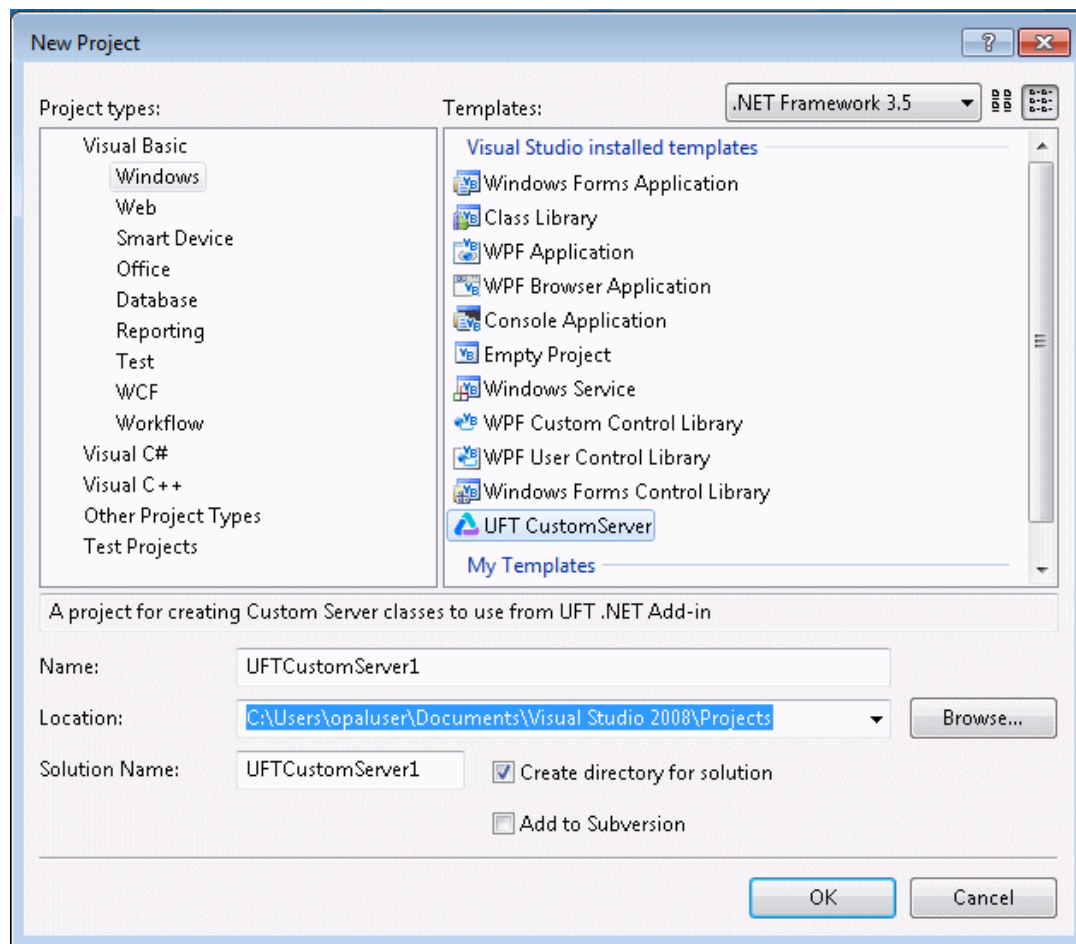 New Project
Project types:
Templates:
.NET Framework 3.5
Visual Basic
Windows
Web
Smart Device
Office
Database
Reporting
Test
WCF
Workflow
Visual C#
Visual C++
Other Project Types
Test Projects
Visual Studio installed templates
Windows Forms Application
Class Library
WPF Application
WPF Browser Application
Console Application
Empty Project
Windows Service
WPF Custom Control Library
WPF User Control Library
Windows Forms Control Library
UFT CustomServer
My Templates
A project for creating Custom Server classes to use from UFT .NET Add-in
Name:
UFTCustomServer1
Location:
C:\Users\opaluser\Documents\Visual Studio 2008\Projects
Browse...
Solution Name:
UFTCustomServer1
Create directory for solution
Add to Subversion
OK
Cancel